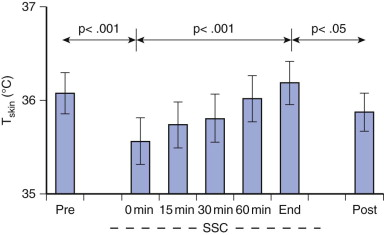 37
p< .001 p< .001 p< .05
36
35
Tskin (°C)
Pre 0 min 15 min 30 min 60 min End Post
SSC